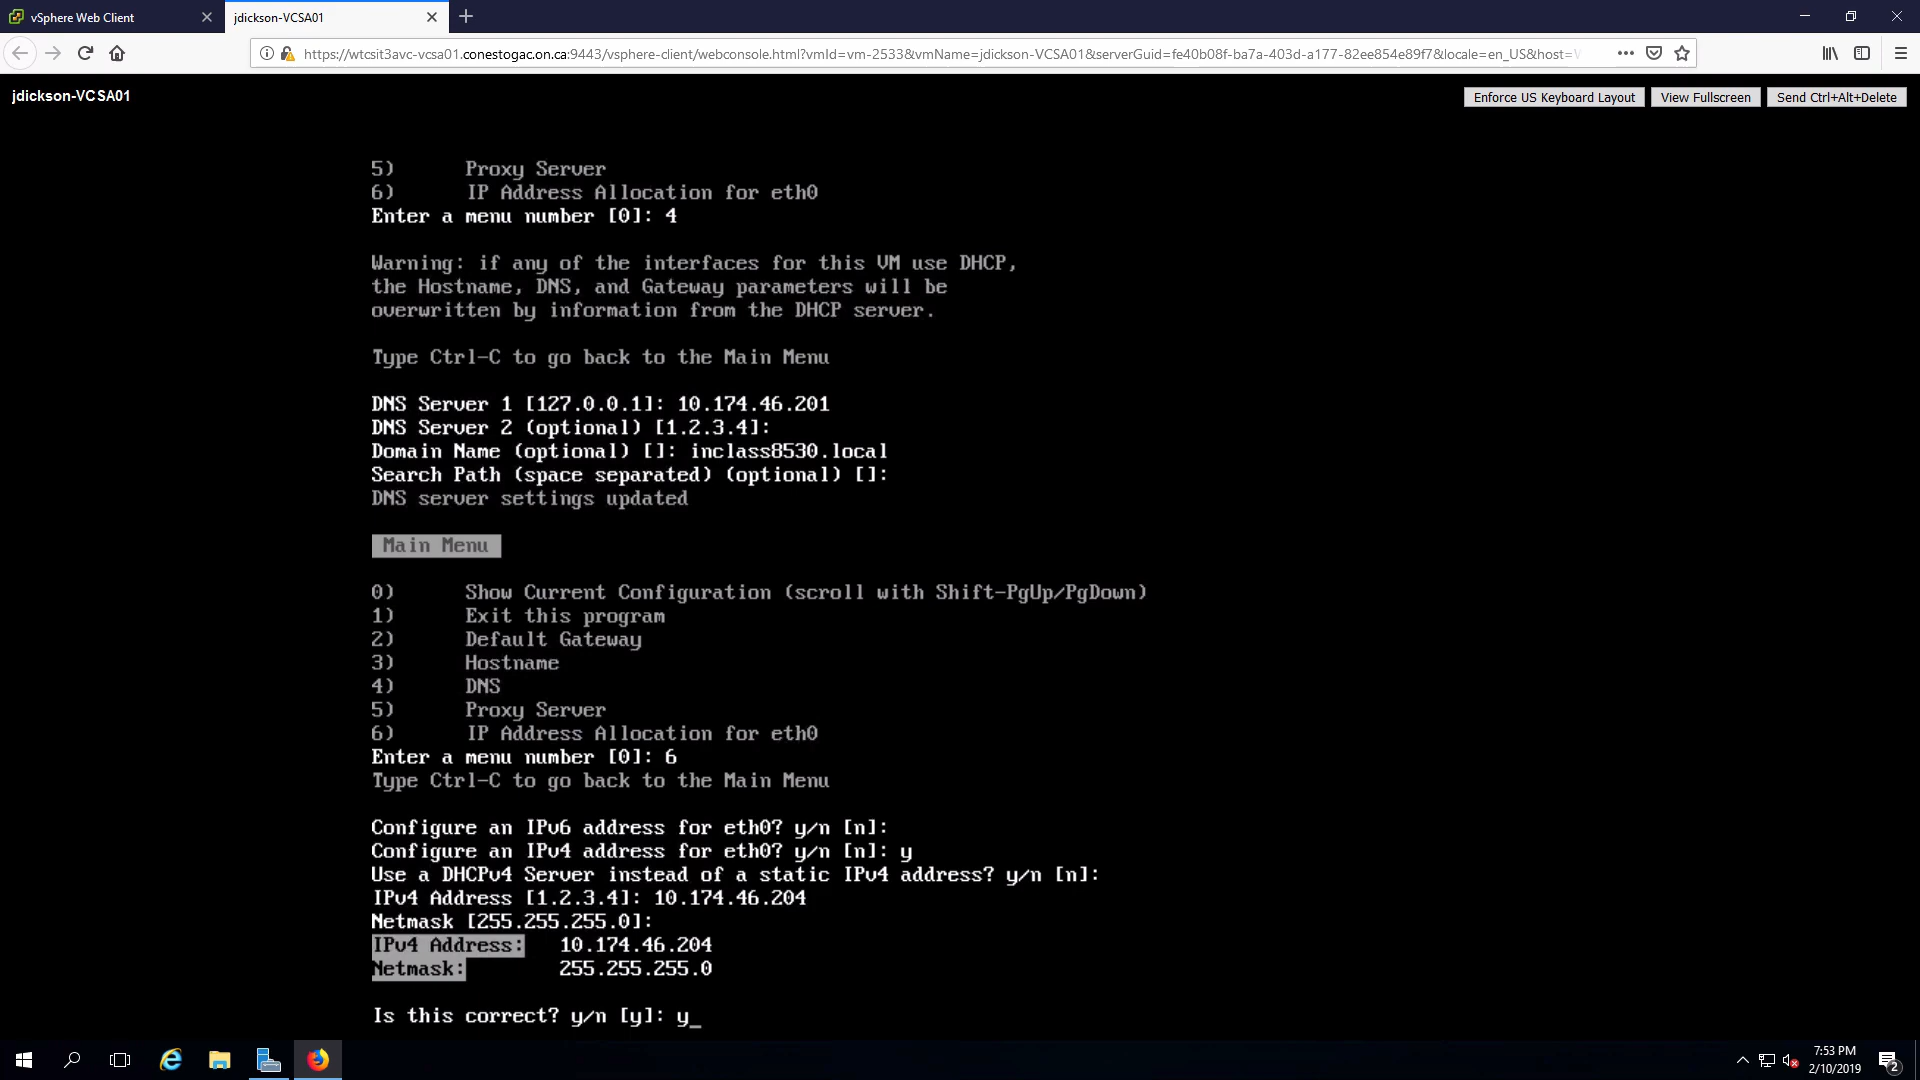 vSphere Web Client
jdickson-VCSA01
https://wtcsit3avc-vcsa01.conestogac.on.ca:9443/vsphere-client/webconsole.html?vmId=vm-2533&vmName=jdickson-VCSA01&serverGuid=fe40b08f-ba7a-403d-a177-82ee854e89f7&locale=en_US&host=
jdickson-VCSA01
Enforce US Keyboard Layout
View Fullscreen
Send Ctrl+Alt+Delete
5) Proxy Server
6) IP Address Allocation for eth0
Enter a menu number [0]: 4
Warning: if any of the interfaces for this VM use DHCP,
the Hostname, DNS, and Gateway parameters will be
overwritten by information from the DHCP server.
Type Ctrl-C to go back to the Main Menu
DNS Server 1 [127.0.0.1]: 10.174.46.201
DNS Server 2 (optional) [1.2.3.4]:
Domain Name (optional) []: inclass8530.local
Search Path (space separated) (optional) []:
DNS server settings updated
Main Menu
0) Show Current Configuration (scroll with Shift-PgUp/PgDown)
1) Exit this program
2) Default Gateway
3) Hostname
4) DNS
5) Proxy Server
6) IP Address Allocation for eth0
Enter a menu number [0]: 6
Type Ctrl-C to go back to the Main Menu
Configure an IPv6 address for eth0? y/n [n]:
Configure an IPv4 address for eth0? y/n [n]: y
Use a DHCPv4 Server instead of a static IPv4 address? y/n [n]:
IPv4 Address [1.2.3.4]: 10.174.46.204
Netmask [255.255.255.0]:
IPv4 Address: 10.174.46.204
Netmask: 255.255.255.0
Is this correct? y/n [y]: y_
7:53 PM
2/10/2019
2